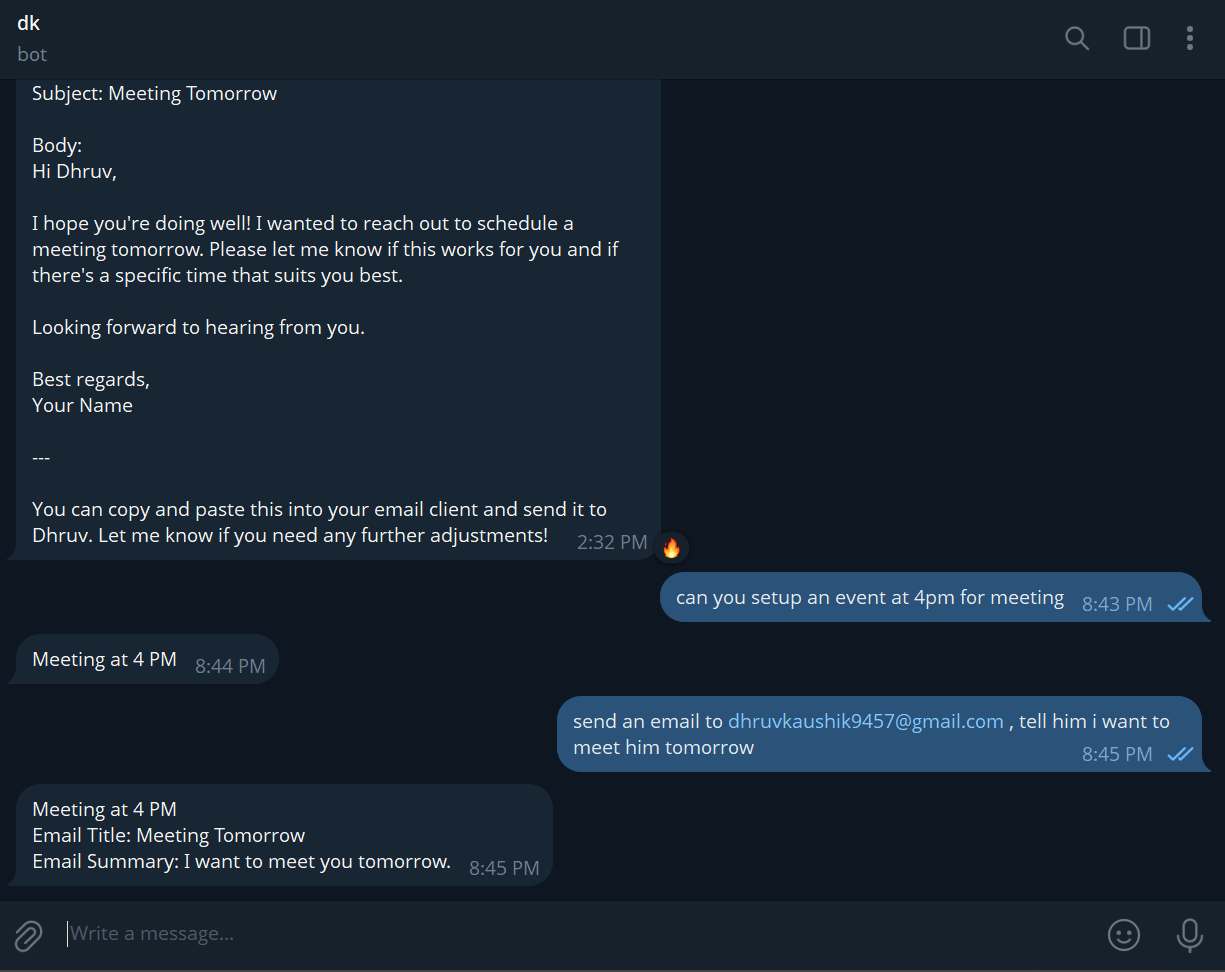 dk
bot
Subject: Meeting Tomorrow
Body:
Hi Dhruv,
I hope you're doing well! I wanted to reach out to schedule a
meeting tomorrow. Please let me know if this works for you and if
there's a specific time that suits you best.
Looking forward to hearing from you.
Best regards,
Your Name
---
You can copy and paste this into your email client and send it to
Dhruv. Let me know if you need any further adjustments! 2:32 PM
can you setup an event at 4pm for meeting 8:43 PM
Meeting at 4 PM 8:44 PM
send an email to dhruvkaushik9457@gmail.com , tell him i want to
meet him tomorrow 8:45 PM
Meeting at 4 PM
Email Title: Meeting Tomorrow
Email Summary: I want to meet you tomorrow. 8:45 PM
Write a message...